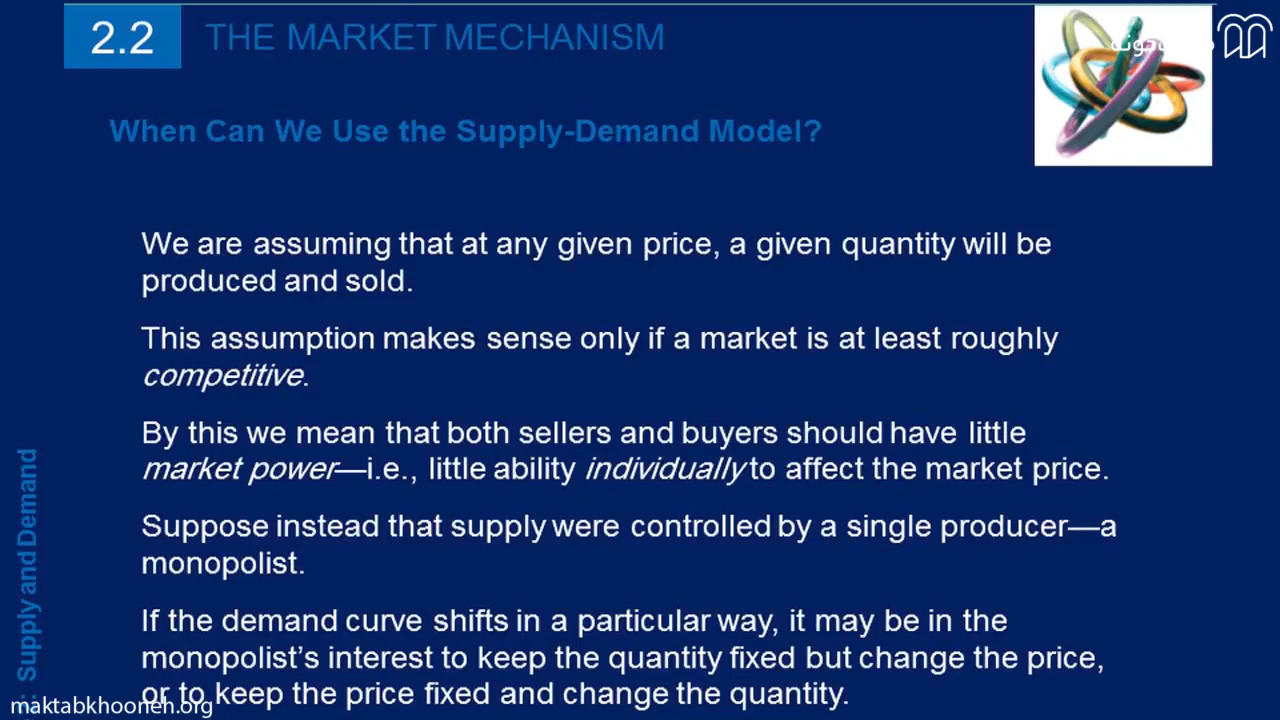 2.2
THE MARKET MECHANISM
When Can We Use the Supply-Demand Model?
We are assuming that at any given price, a given quantity will be
produced and sold.
This assumption makes sense only if a market is at least roughly
competitive.
By this we mean that both sellers and buyers should have little
market power—i.e., little ability individually to affect the market price.
Suppose instead that supply were controlled by a single producer—a
monopolist.
If the demand curve shifts in a particular way, it may be in the
monopolist’s interest to keep the quantity fixed but change the price,
or to keep the price fixed and change the quantity.
: Supply and Demand
maktabkhooneh.org